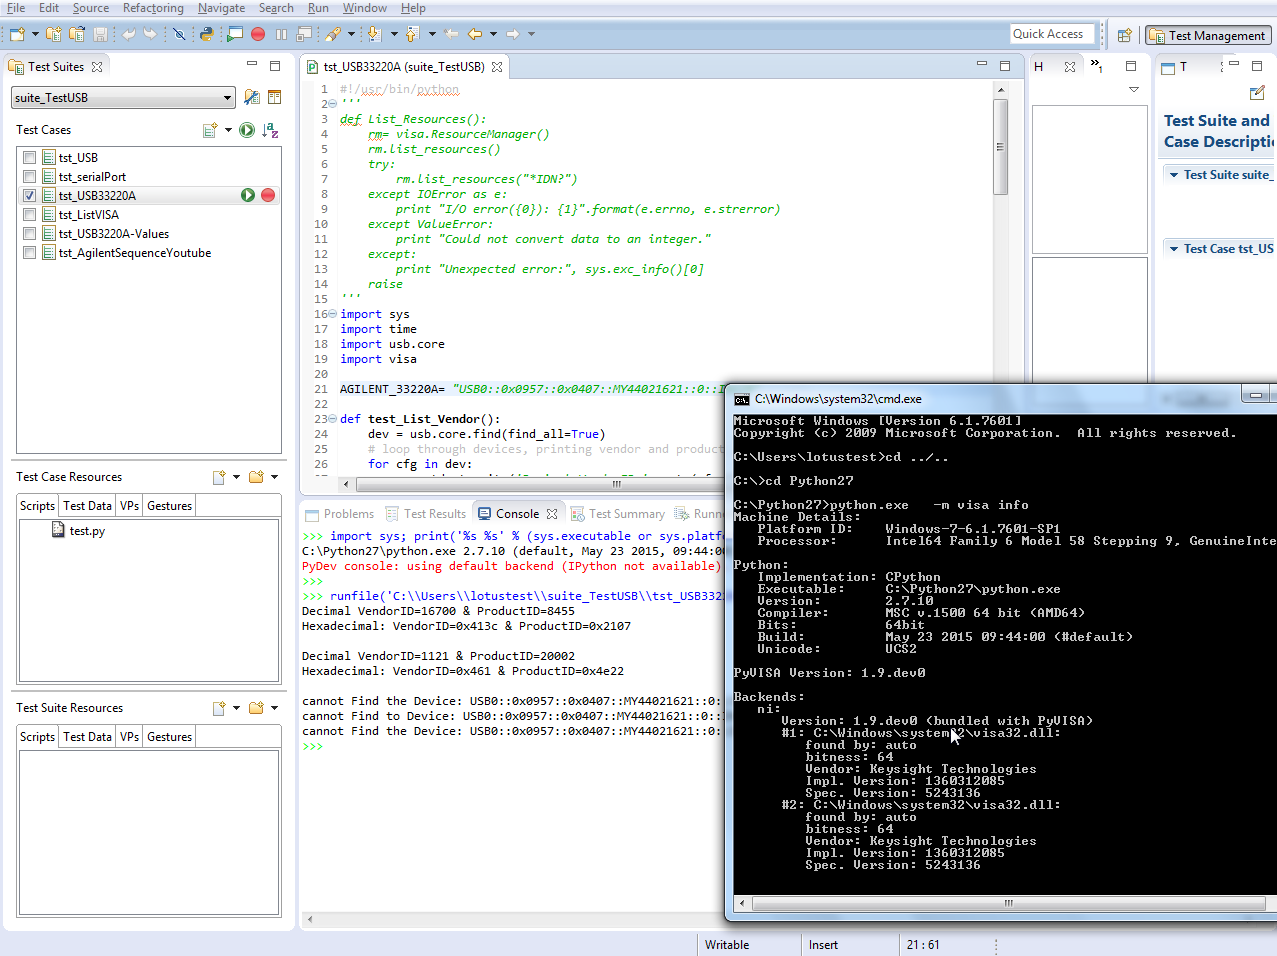 File Edit Source Refactoring Navigate Search Run Window Help
Quick Access
Test Management
Test Suites
suite_TestUSB
Test Cases
tst_USB
tst_serialPort
tst_USB33220A
tst_ListVISA
tst_USB3220A-Values
tst_AgilentSequenceYoutube
Test Case Resources
Scripts Test Data VPs Gestures
test.py
Test Suite Resources
Scripts Test Data VPs Gestures
tst_USB33220A (suite_TestUSB)
1 #!/usr/bin/python
2 '''
3 def List_Resources():
4 rm= visa.ResourceManager()
5 rm.list_resources()
6 try:
7 rm.list_resources("*IDN?")
8 except IOError as e:
9 print "I/O error({0}): {1}".format(e.errno, e.strerror)
10 except ValueError:
11 print "Could not convert data to an integer."
12 except:
13 print "Unexpected error:", sys.exc_info()[0]
14 raise
15 '''
16 import sys
17 import time
18 import usb.core
19 import visa
20
21 AGILENT_33220A= "USB0::0x0957::0x0407::MY44021621::0::I
22
23 def test_List_Vendor():
24 dev = usb.core.find(find_all=True)
25 # loop through devices, printing vendor and product
26 for cfg in dev:
H
1
T
Test Suite and
Case Descripti
Test Suite suite_
Test Case tst_US
Problems Test Results Console Test Summary Runn
>>> import sys; print('%s %s' % (sys.executable or sys.platfo
C:\Python27\python.exe 2.7.10 (default, May 23 2015, 09:44:00
PyDev console: using default backend (IPython not available)
>>>
>>> runfile('C:\\Users\\lotustest\\suite_TestUSB\\tst_USB332
Decimal VendorID=16700 & ProductID=8455
Hexadecimal: VendorID=0x413c & ProductID=0x2107
Decimal VendorID=1121 & ProductID=20002
Hexadecimal: VendorID=0x461 & ProductID=0x4e22
cannot Find the Device: USB0::0x0957::0x0407::MY44021621::0::
cannot Find to Device: USB0::0x0957::0x0407::MY44021621::0::
cannot Find the Device: USB0::0x0957::0x0407::MY44021621::0::
>>>
C:\Windows\system32\cmd.exe
Microsoft Windows [Version 6.1.7601]
Copyright (c) 2009 Microsoft Corporation. All rights reserved.
C:\Users\lotustest>cd ../..
C:\>cd Python27
C:\Python27>python.exe -m visa info
Machine Details:
Platform ID: Windows-7-6.1.7601-SP1
Processor: Intel64 Family 6 Model 58 Stepping 9, GenuineInte
Python:
Implementation: CPython
Executable: C:\Python27\python.exe
Version: 2.7.10
Compiler: MSC v.1500 64 bit (AMD64)
Bits: 64bit
Build: May 23 2015 09:44:00 (#default)
Unicode: UCS2
PyVISA Version: 1.9.dev0
Backends:
ni:
Version: 1.9.dev0 (bundled with PyVISA)
#1: C:\Windows\system32\visa32.dll:
found by: auto
bitness: 64
Vendor: Keysight Technologies
Impl. Version: 1360312085
Spec. Version: 5243136
#2: C:\Windows\system32\visa32.dll:
found by: auto
bitness: 64
Vendor: Keysight Technologies
Impl. Version: 1360312085
Spec. Version: 5243136
Writable Insert 21 : 61